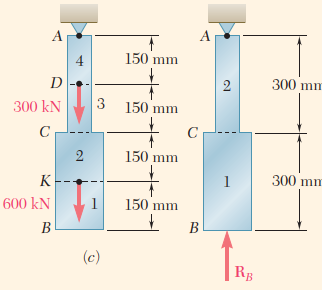 A A
4 150 mm
D 2 300 mm
300 kN 3 150 mm
C C
2 150 mm
K 1 300 mm
600 kN 1 150 mm
B B
(c)
R_B